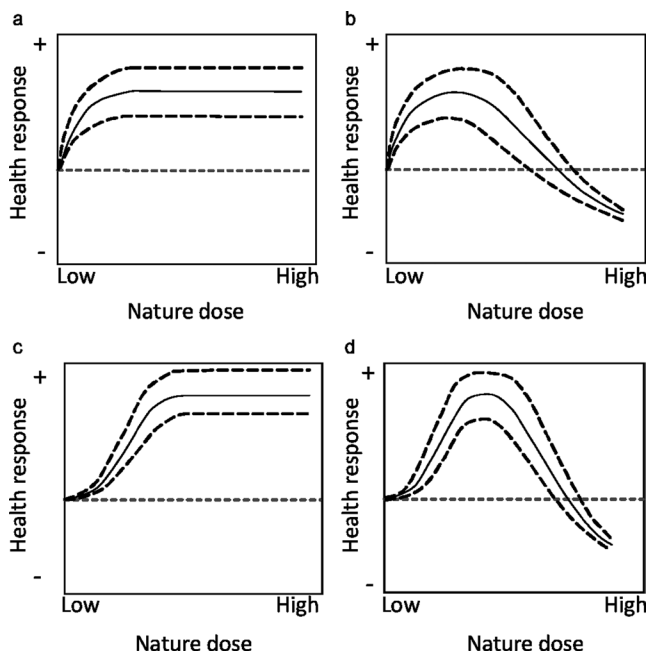 a
+
Health response
-
Low
High
Nature dose
b
+
Health response
-
Low
High
Nature dose
c
+
Health response
-
Low
High
Nature dose
d
+
Health response
-
Low
High
Nature dose